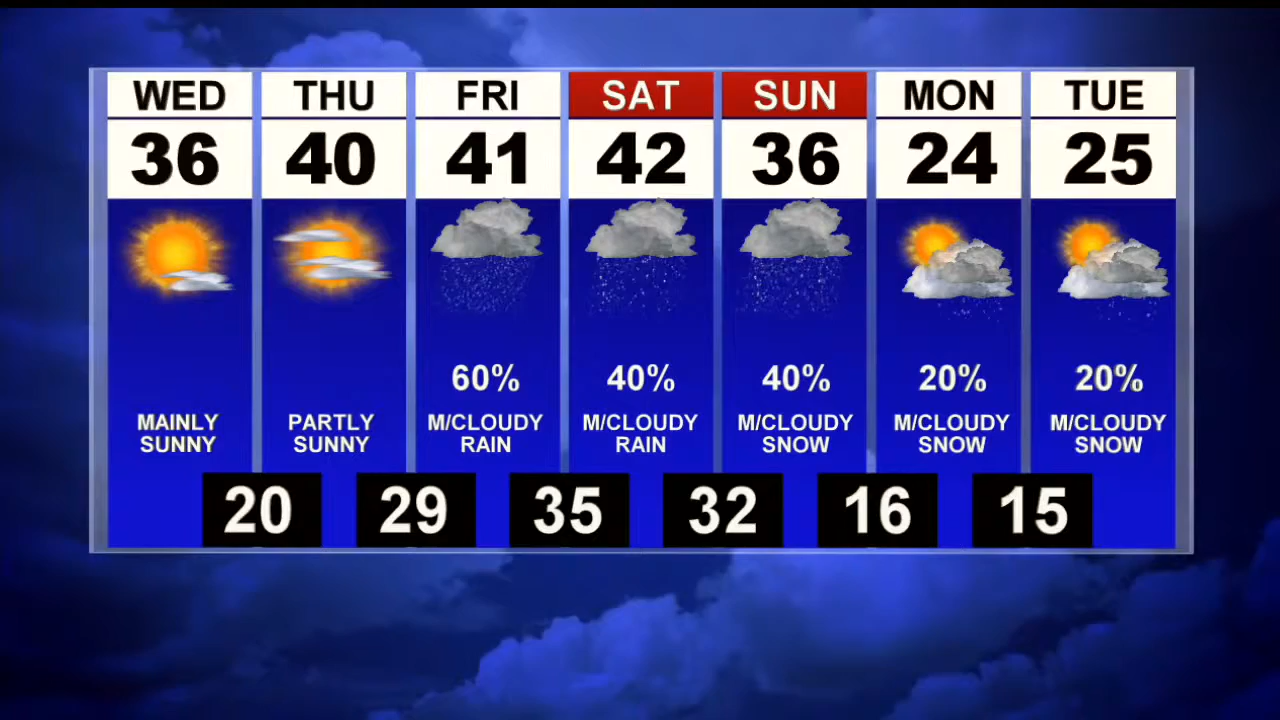 WED THU FRI SAT SUN MON TUE
36 40 41 42 36 24 25
60% 40% 40% 20% 20%
MAINLY PARTLY M/CLOUDY M/CLOUDY M/CLOUDY M/CLOUDY M/CLOUDY
SUNNY SUNNY RAIN RAIN SNOW SNOW SNOW
20 29 35 32 16 15